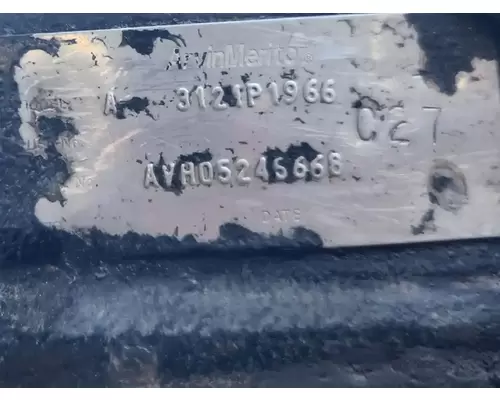 ArvinMeritor®
A 3121P1966
C27
AVH05245668
DATE